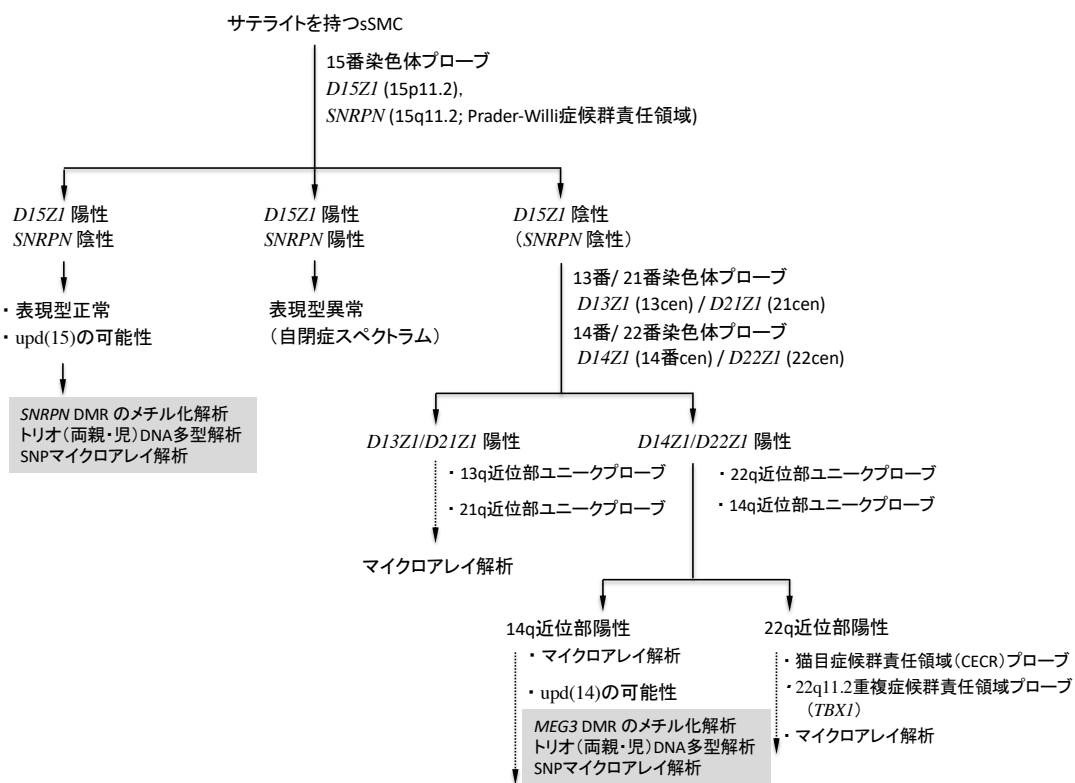 サテライトを持つsSMC
15番染色体プローブ
D15Z1 (15p11.2),
SNRPN (15q11.2; Prader-Willi症候群責任領域)
D15Z1 陽性
SNRPN 陰性
D15Z1 陽性
SNRPN 陽性
D15Z1 陰性
（SNRPN 陰性）
・表現型正常
・upd(15)の可能性
表現型異常
（自閉症スペクトラム）
13番/ 21番染色体プローブ
D13Z1 (13cen) / D21Z1 (21cen)
14番/ 22番染色体プローブ
D14Z1 (14番cen) / D22Z1 (22cen)
SNRPN DMR のメチル化解析
トリオ（両親・児）DNA多型解析
SNPマイクロアレイ解析
D13Z1/D21Z1 陽性
・13q近位部ユニークプローブ
・21q近位部ユニークプローブ
マイクロアレイ解析
D14Z1/D22Z1 陽性
・22q近位部ユニークプローブ
・14q近位部ユニークプローブ
14q近位部陽性
・マイクロアレイ解析
・upd(14)の可能性
MEG3 DMR のメチル化解析
トリオ（両親・児）DNA多型解析
SNPマイクロアレイ解析
22q近位部陽性
・猫目症候群責任領域（CECR）プローブ
・22q11.2重複症候群責任領域プローブ
（TBX1）
・マイクロアレイ解析